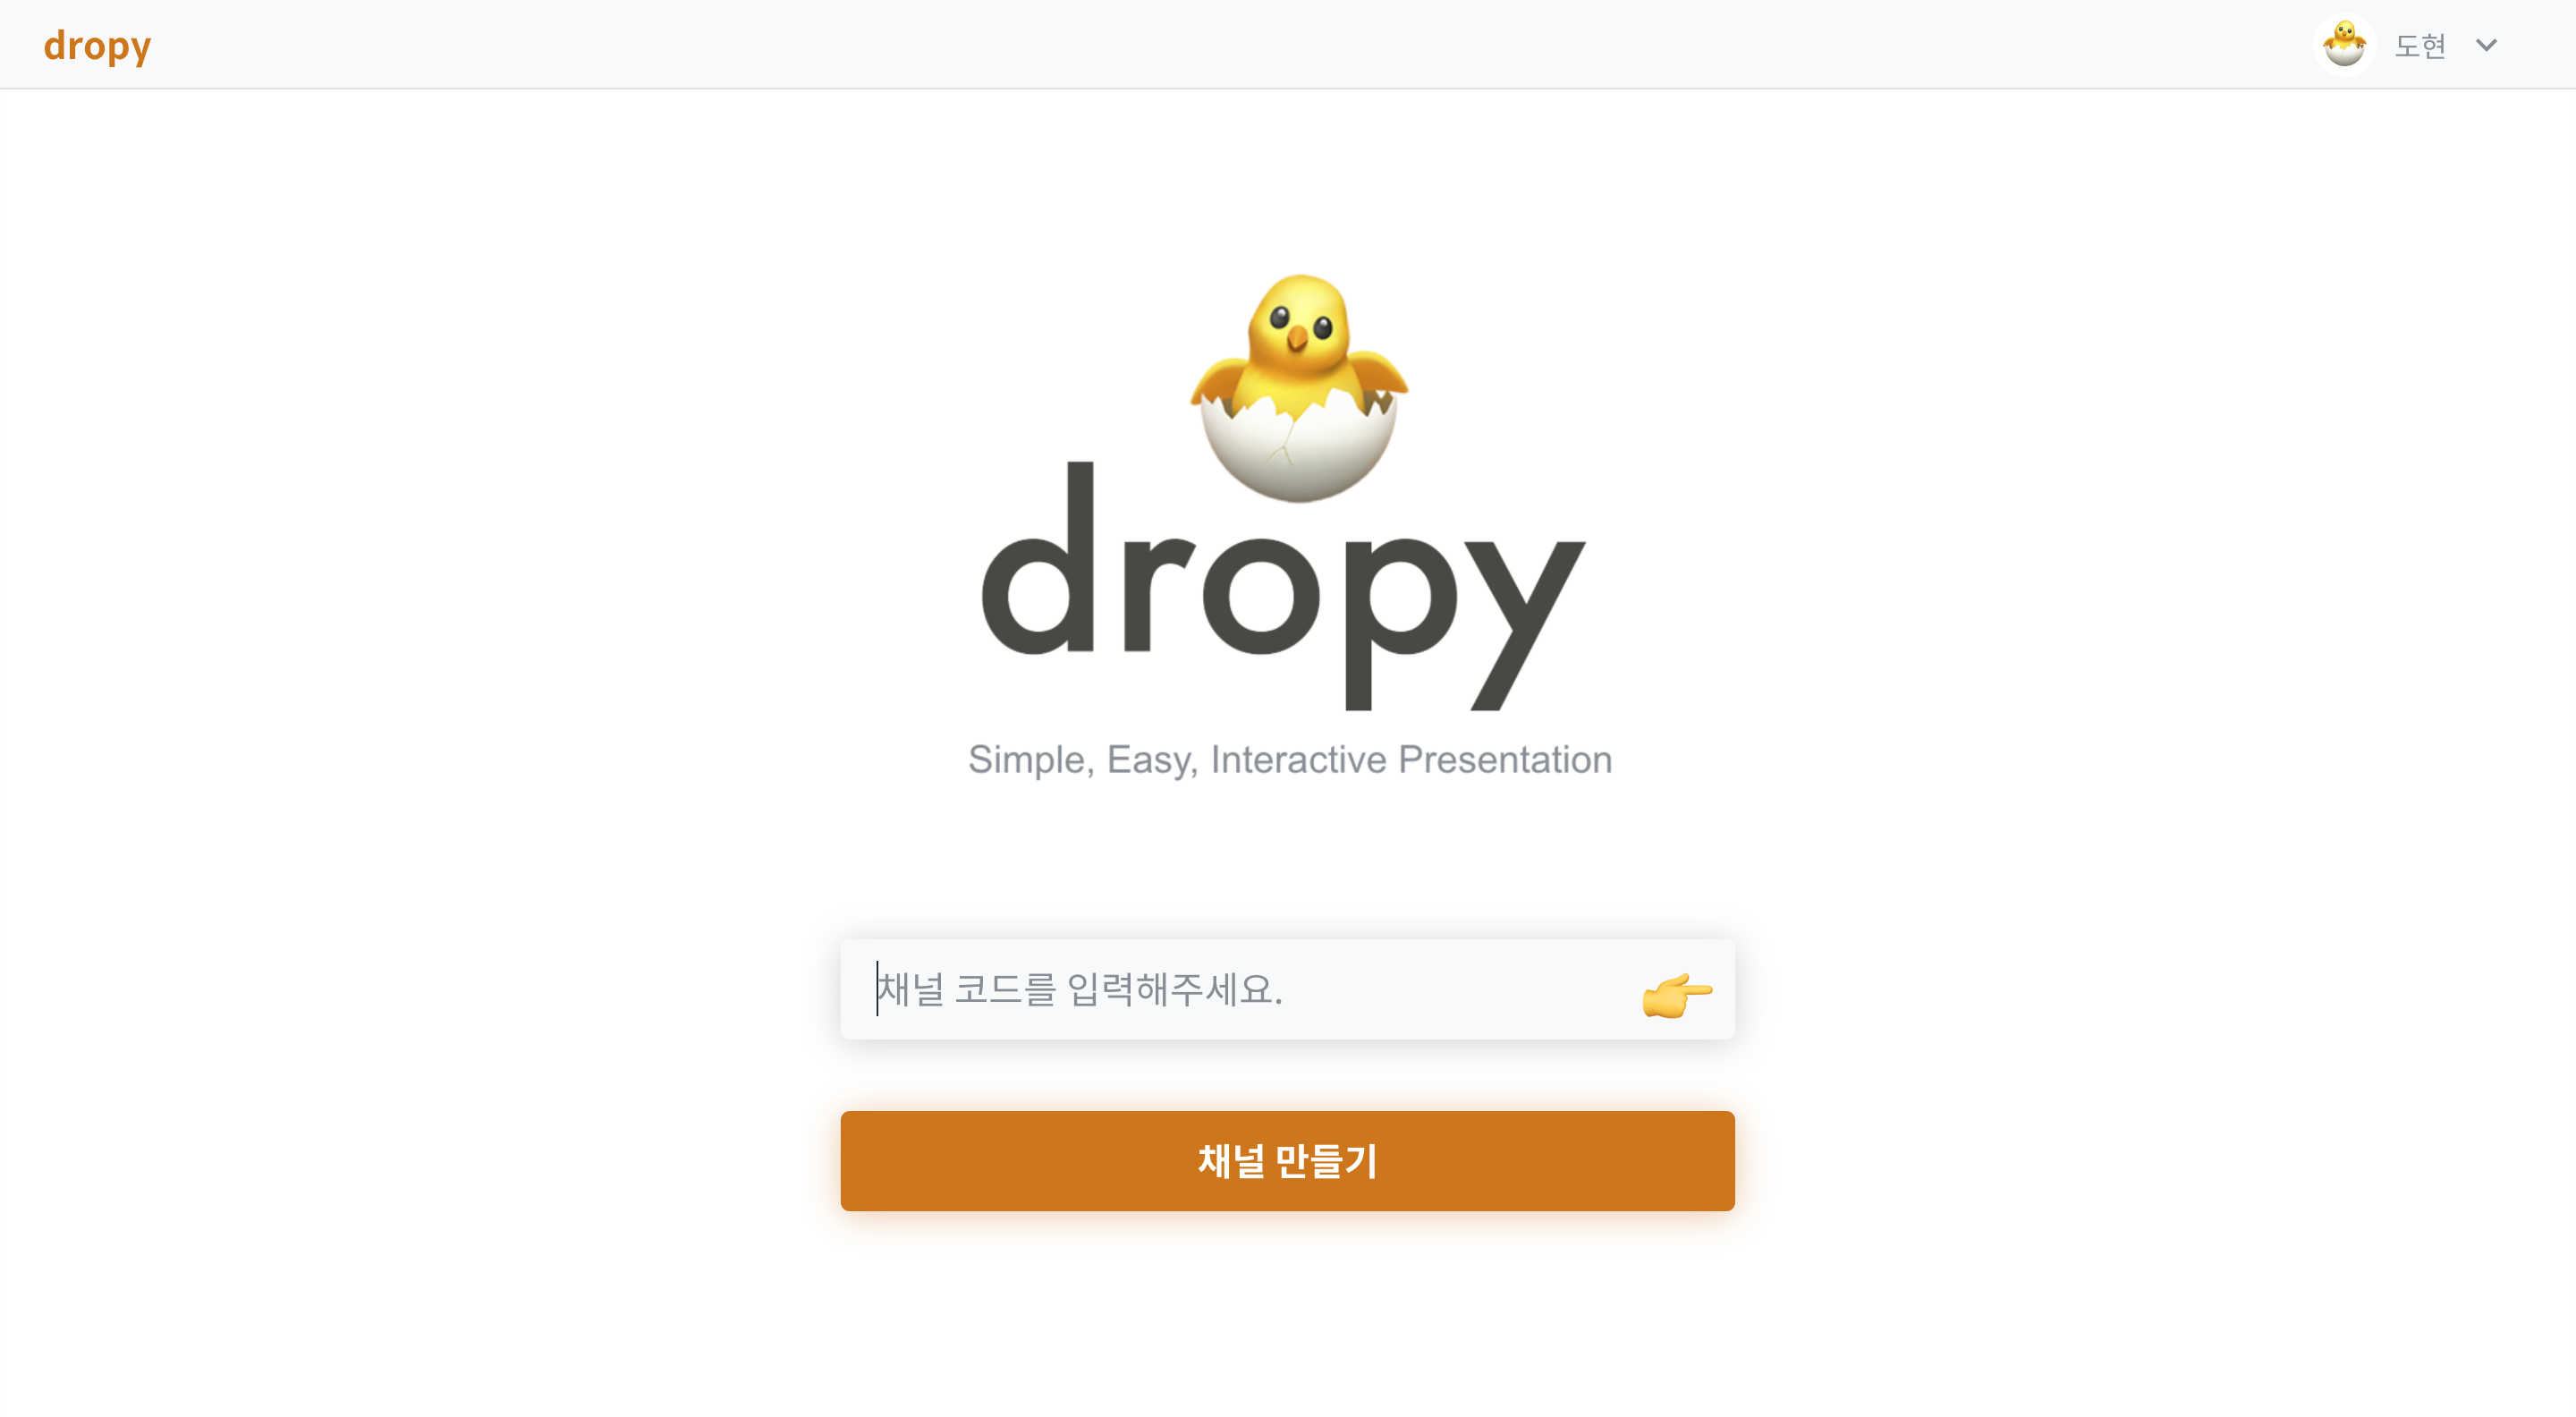 dropy
도현
dropy
Simple, Easy, Interactive Presentation
채널 코드를 입력해주세요.
채널 만들기